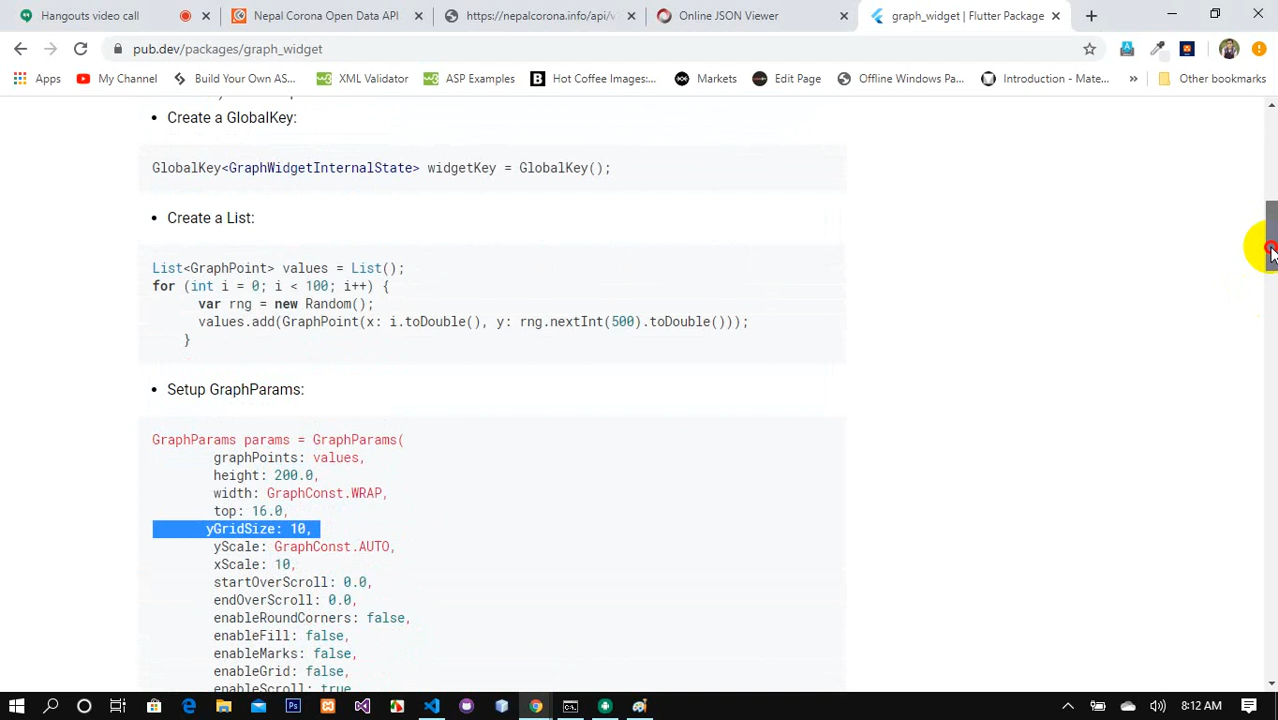 Hangouts video call
Nepal Corona Open Data API
https://nepalcorona.info/api/v
Online JSON Viewer
graph_widget | Flutter Package
pub.dev/packages/graph_widget
Apps
My Channel
Build Your Own AS...
XML Validator
ASP Examples
Hot Coffee Images:...
Markets
Edit Page
Offline Windows Pa...
Introduction - Mate...
Other bookmarks
• Create a GlobalKey:
GlobalKey<GraphWidgetInternalState> widgetKey = GlobalKey();
• Create a List:
List<GraphPoint> values = List();
for (int i = 0; i < 100; i++) {
var rng = new Random();
values.add(GraphPoint(x: i.toDouble(), y: rng.nextInt(500).toDouble()));
}
• Setup GraphParams:
GraphParams params = GraphParams(
graphPoints: values,
height: 200.0,
width: GraphConst.WRAP,
top: 16.0,
yGridSize: 10,
yScale: GraphConst.AUTO,
xScale: 10,
startOverScroll: 0.0,
endOverScroll: 0.0,
enableRoundCorners: false,
enableFill: false,
enableMarks: false,
enableGrid: false,
enableScroll: true,
8:12 AM